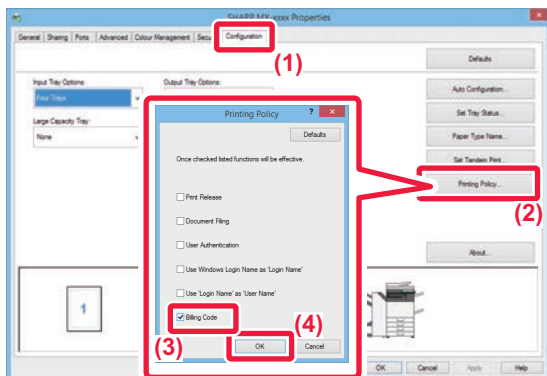 SHARP MX-xxxx Properties
General Sharing Ports Advanced Colour Management Secu Configuration
(1)
Defaults
Input Tray Options:
Output Tray Options:
Four Trays
Auto Configuration...
Large Capacity Tray:
None
Set Tray Status...
Paper Type Name...
Set Tandem Print...
Printing Policy...
(2)
About...
Printing Policy
?
Defaults
Once checked listed functions will be effective.
Print Release
Document Filing
User Authentication
Use Windows Login Name as 'Login Name'
Use 'Login Name' as 'User Name'
Billing Code
(3)
(4)
OK Cancel
1
OK Cancel Apply Help